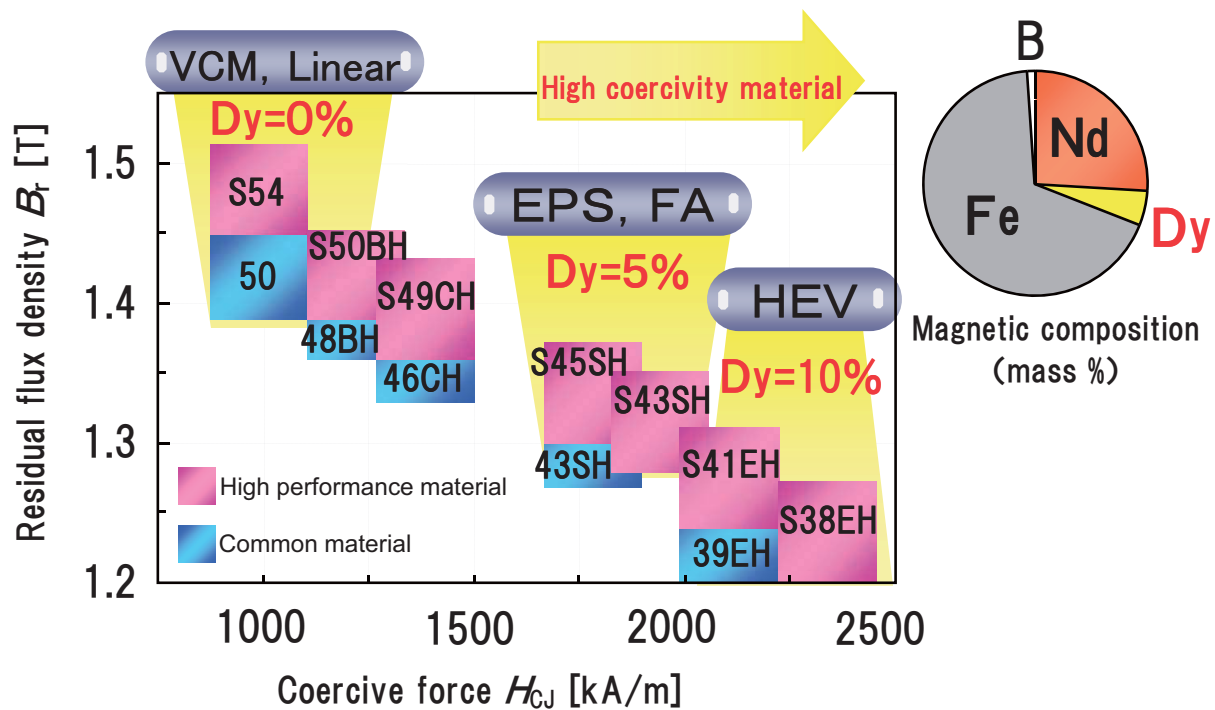 VCM, Linear
High coercivity material
B
Nd
Fe
Dy
Magnetic composition
(mass %)
Residual flux density Br [T]
1.5
1.4
1.3
1.2
Dy=0%
S54
50
S50BH
48BH
S49CH
46CH
EPS, FA
Dy=5%
S45SH
43SH
S43SH
HEV
Dy=10%
S41EH
39EH
S38EH
High performance material
Common material
1000
1500
2000
2500
Coercive force HCJ [kA/m]